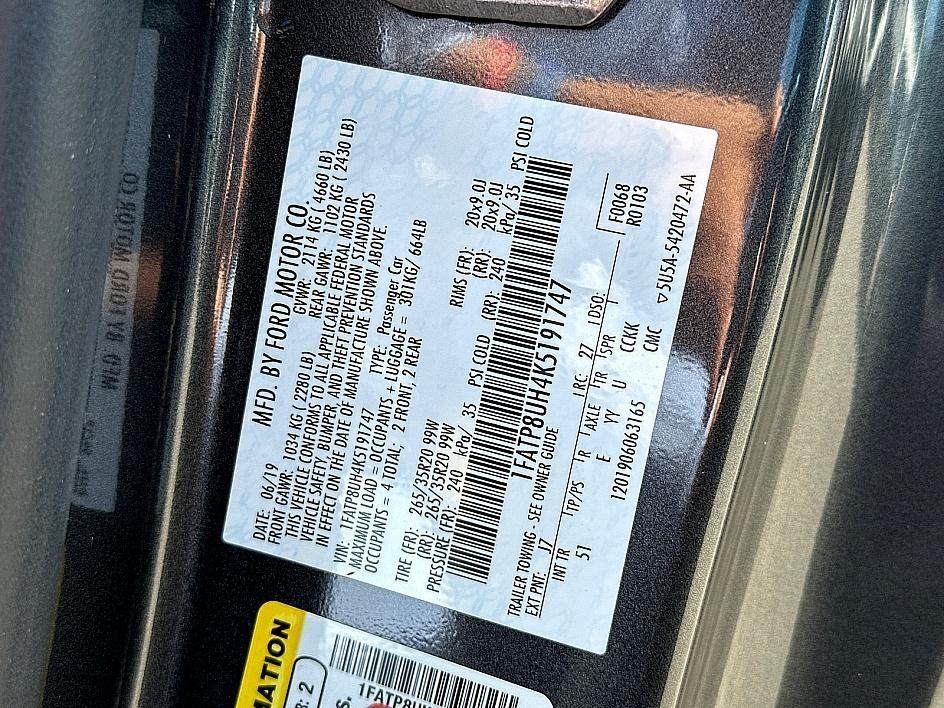 MFD. BY FORD MOTOR CO.
DATE: 06/19 GVWR: 2114 KG ( 4660 LB)
FRONT GAWR: 1034 KG ( 2280 LB) REAR GAWR: 1102 KG ( 2430 LB)
THIS VEHICLE CONFORMS TO ALL APPLICABLE FEDERAL MOTOR
VEHICLE SAFETY, BUMPER, AND THEFT PREVENTION STANDARDS
IN EFFECT ON THE DATE OF MANUFACTURE SHOWN ABOVE.
VIN: 1FATP8UH4K5191747 TYPE: Passenger Car
MAXIMUM LOAD = OCCUPANTS + LUGGAGE = 301KG/ 664LB
OCCUPANTS = 4 TOTAL; 2 FRONT, 2 REAR
TIRE (FR): 265/35R20 99W RIMS (FR): 20x9.0J
(RR): 265/35R20 99W (RR): 20x9.0J
PRESSURE (FR): 240 kPa/ 35 PSI COLD (RR): 240 kPa/ 35 PSI COLD
1FATP8UH4K5191747
TRAILER TOWING - SEE OWNER GUIDE
EXT PNT: J7 RC: 27 DSO: F0068
INT TR TP/PS R AXLE TR SPR R0103
51 E YY U CCKK
1201906063165 CMC ▽5U5A-5420472-AA
MATION
R: 2
S.
1FATP8U
MFD. BY FORD MOTOR CO